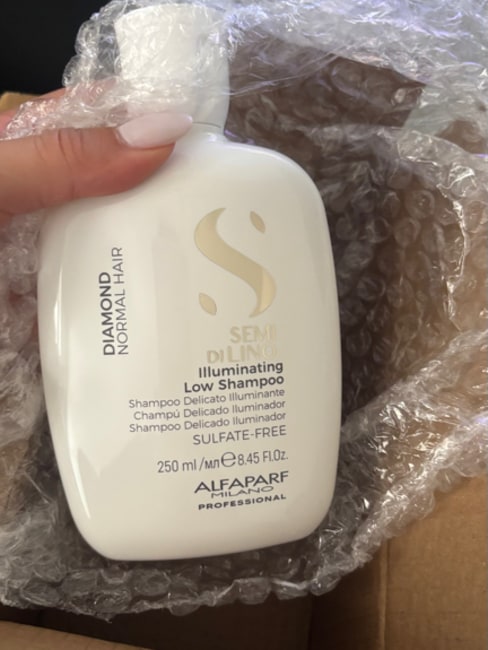 DIAMOND
NORMAL HAIR
SEMI
DI LINO
Illuminating
Low Shampoo
Shampoo Delicato Illuminante
Champú Delicado Iluminador
Shampoo Delicado Iluminador
SULFATE-FREE
250 ml /мл ℮ 8.45 Fl.Oz.
ALFAPARF
MILANO
PROFESSIONAL